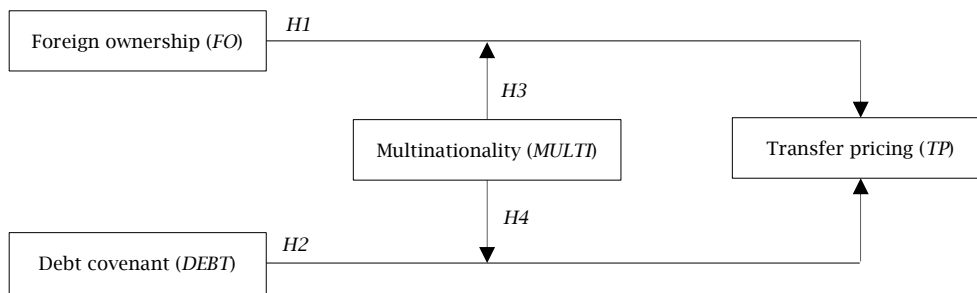 Foreign ownership (FO)
H1
H3
Multinationality (MULTI)
Transfer pricing (TP)
H4
H2
Debt covenant (DEBT)